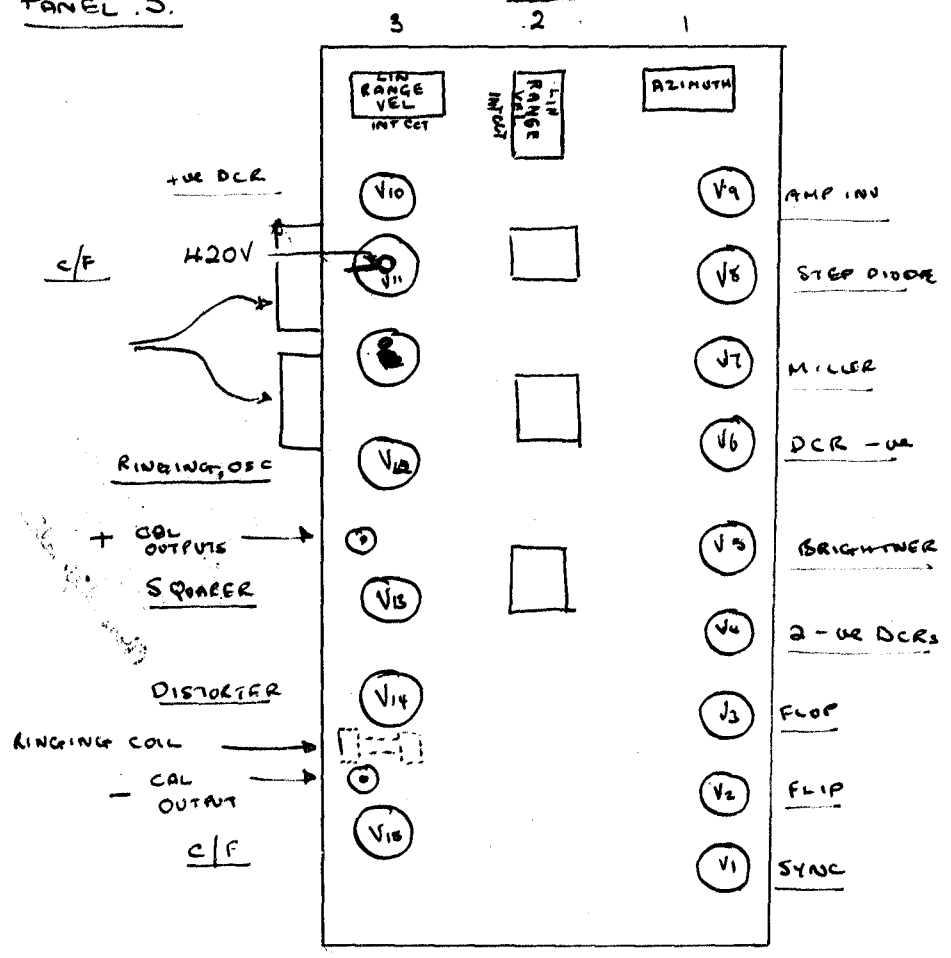 PANEL .5.
3 2 1
LIN
RANGE
VEL
INT CCT
LIN
RANGE
VEL
INT CCT
AZIMUTH
+ve DCR
V10
V9
AMP INV
C/F
420V
V11
V8
STEP DIODE
V7
MILLER
V6
DCR -ve
RINGING, OSC
V12
+ CAL
OUTPUTS
V5
BRIGHTNER
SQUARER
V13
V4
2 -ve DCRs
DISTORTER
V14
V3
FLOP
RINGING COIL
- CAL
OUTPUT
V2
FLIP
C/F
V15
V1
SYNC